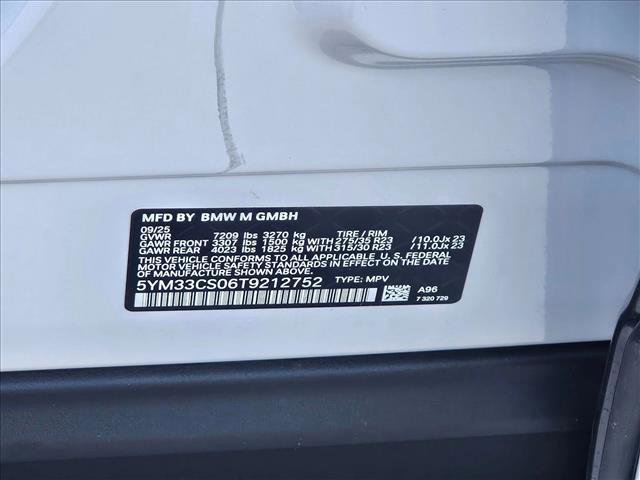 MFD BY BMW M GMBH
09/25
GVWR 7209 lbs 3270 kg TIRE / RIM
GAWR FRONT 3307 lbs 1500 kg WITH 275/35 R23 /10.0Jx 23
GAWR REAR 4023 lbs 1825 kg WITH 315/30 R23 /11.0Jx 23
THIS VEHICLE CONFORMS TO ALL APPLICABLE U.S. FEDERAL
MOTOR VEHICLE SAFETY STANDARDS IN EFFECT
ON THE DATE OF MANUFACTURE SHOWN ABOVE.
5YM33CS06T9212752 TYPE: MPV
A96
7 320 729